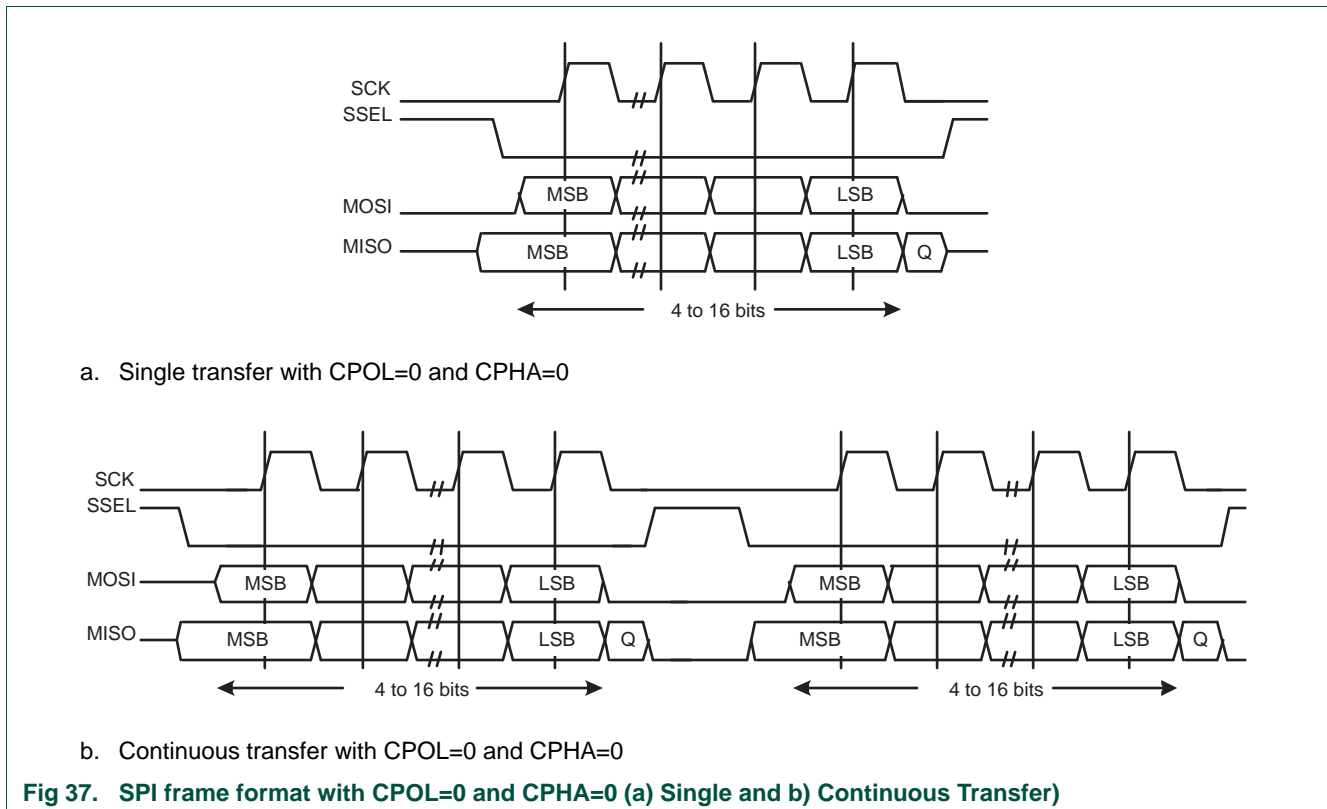 SCK
SSEL
MOSI MSB LSB
MISO MSB LSB Q
4 to 16 bits
a. Single transfer with CPOL=0 and CPHA=0
SCK
SSEL
MOSI MSB LSB MSB LSB
MISO MSB LSB Q MSB LSB Q
4 to 16 bits 4 to 16 bits
b. Continuous transfer with CPOL=0 and CPHA=0
Fig 37. SPI frame format with CPOL=0 and CPHA=0 (a) Single and b) Continuous Transfer)